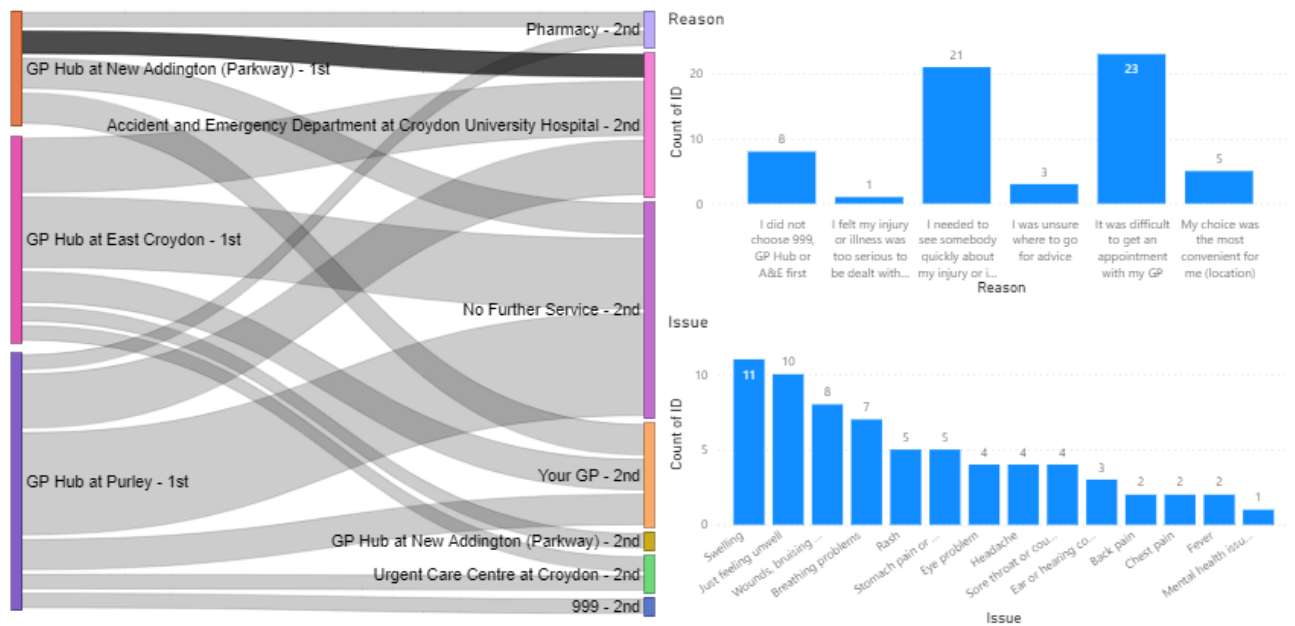 Pharmacy - 2nd
GP Hub at New Addington (Parkway) - 1st
Accident and Emergency Department at Croydon University Hospital - 2nd
GP Hub at East Croydon - 1st
No Further Service - 2nd
Your GP - 2nd
GP Hub at Purley - 1st
GP Hub at New Addington (Parkway) - 2nd
Urgent Care Centre at Croydon - 2nd
999 - 2nd
Reason
Count of ID
20
10
0
8
1
21
3
23
5
I did not
choose 999,
GP Hub or
A&E first
I felt my injury
or illness was
too serious to
be dealt with...
I needed to
see somebody
quickly about
my injury or i...
I was unsure
where to go
for advice
It was difficult
to get an
appointment
with my GP
My choice was
the most
convenient for
me (location)
Reason
Issue
Count of ID
10
5
0
11
10
8
7
5
5
4
4
4
3
2
2
2
1
Swelling
Just feeling unwell
Wounds, bruising ...
Breathing problems
Rash
Stomach pain or ...
Eye problem
Headache
Sore throat or cou...
Ear or hearing co...
Back pain
Chest pain
Fever
Mental health issu...
Issue